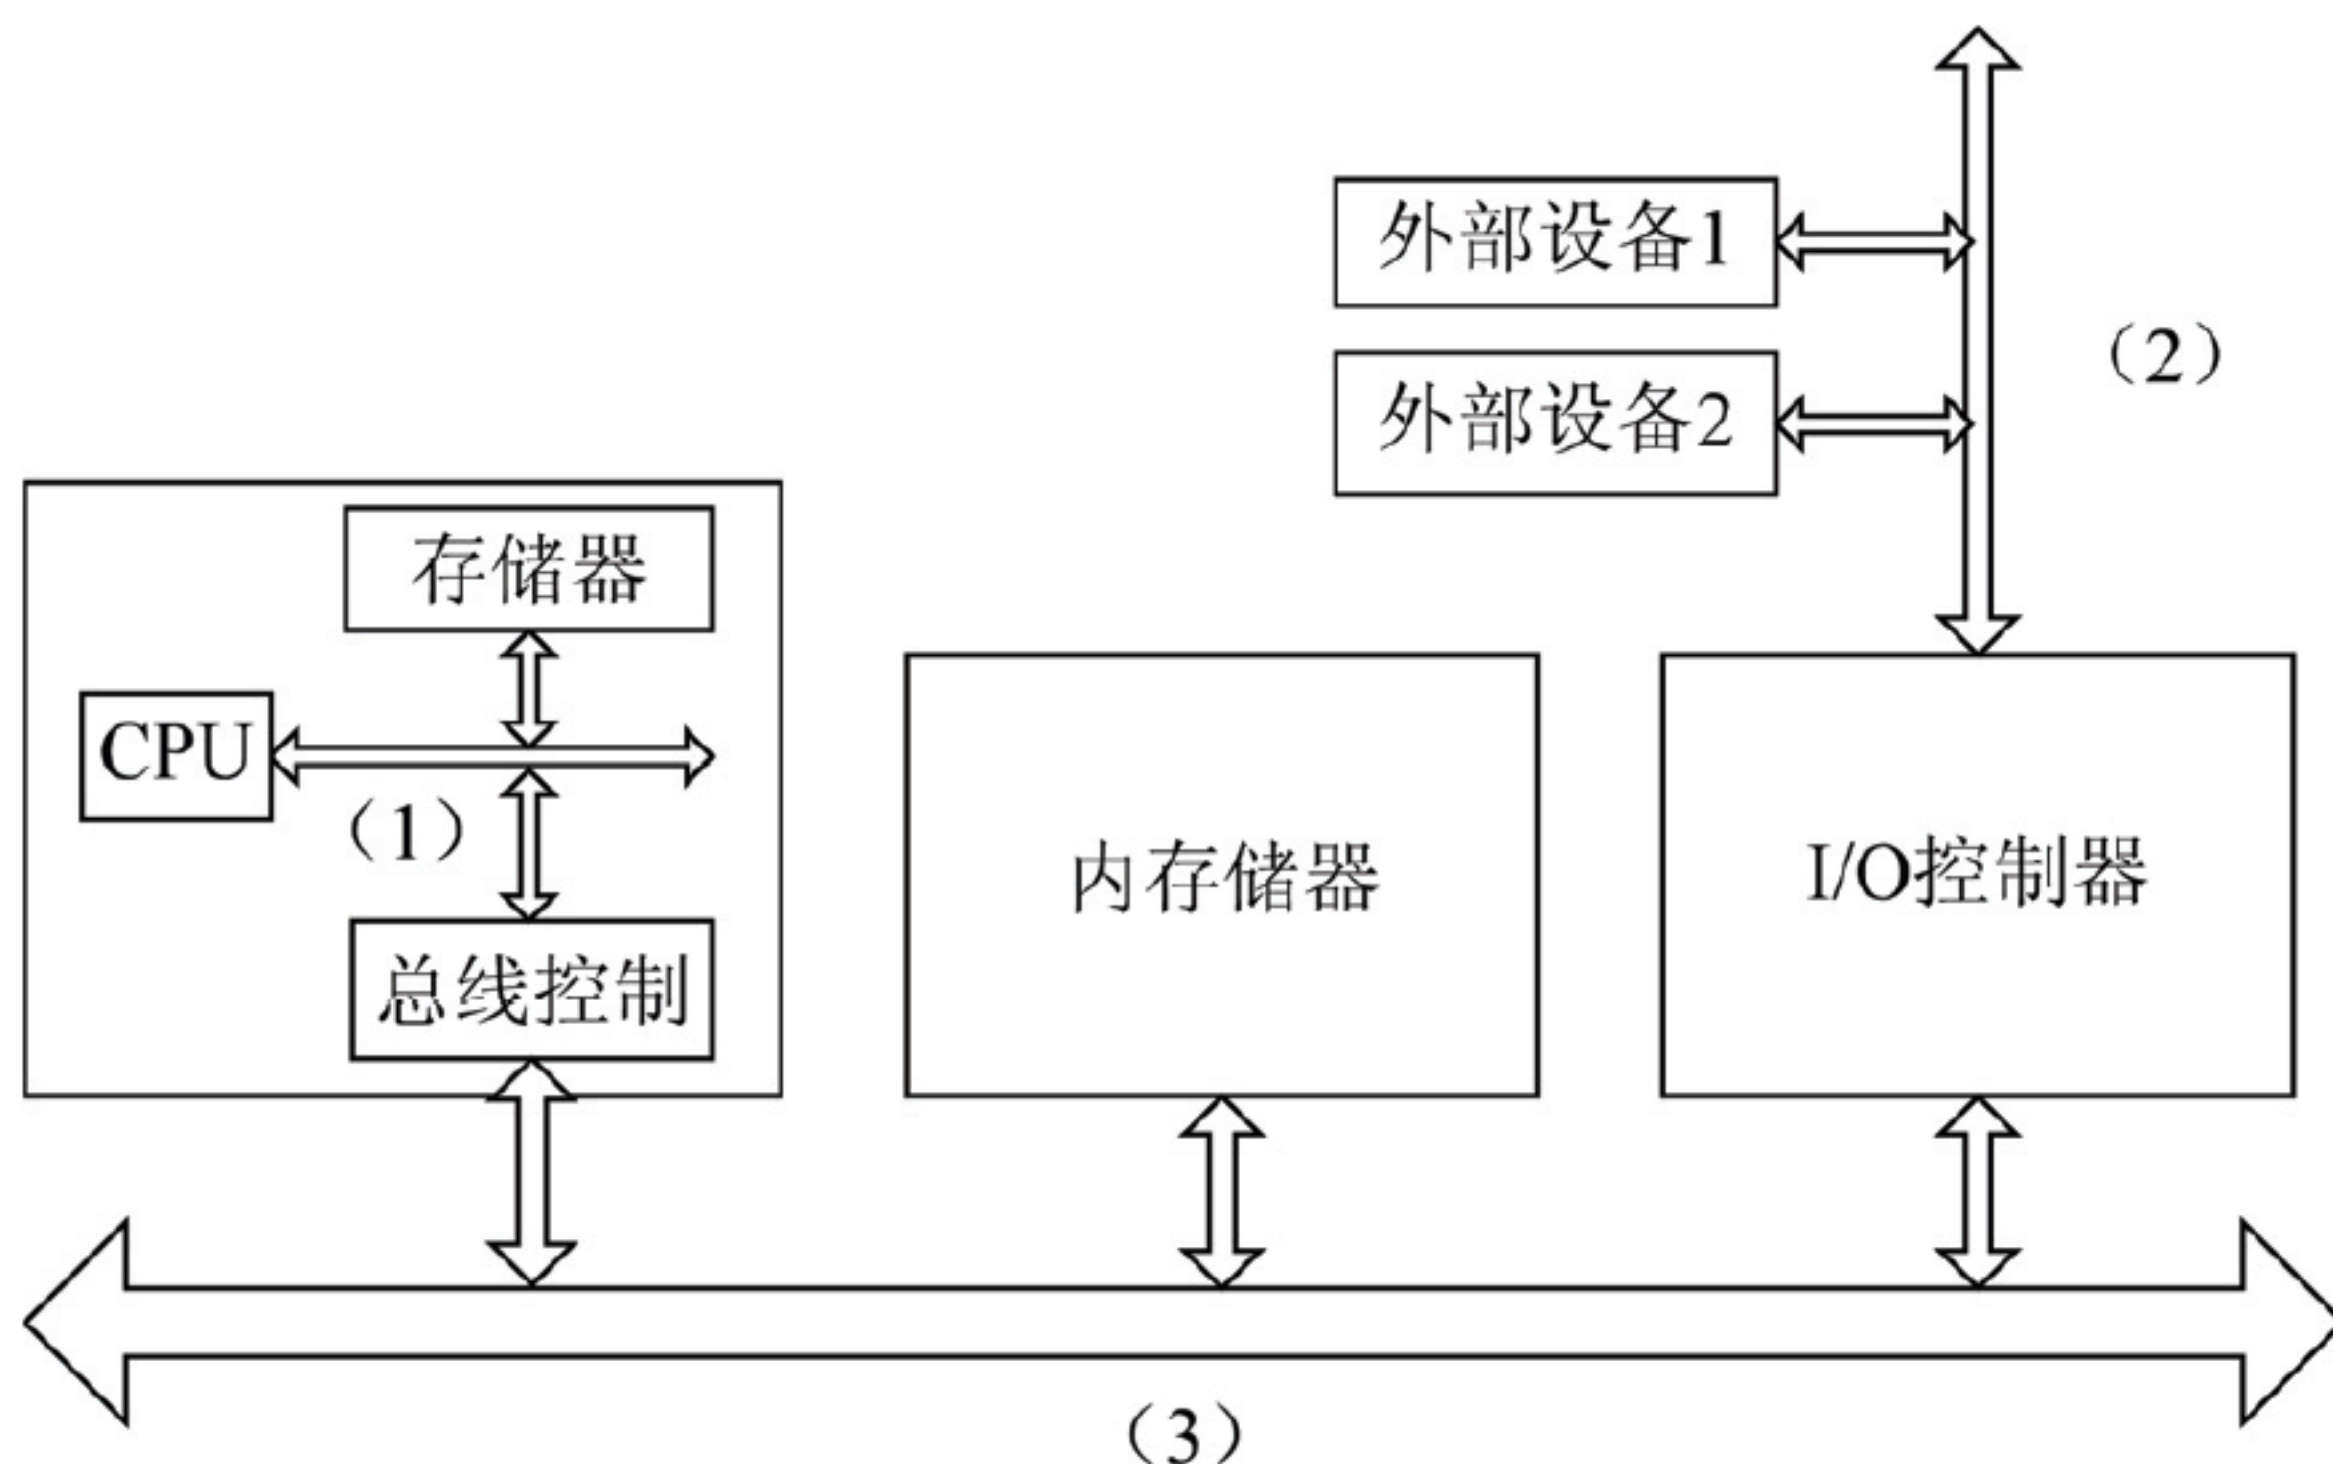 外部设备1
(2)
外部设备2
存储器
CPU
(1)
内存储器
I/O控制器
总线控制
(3)